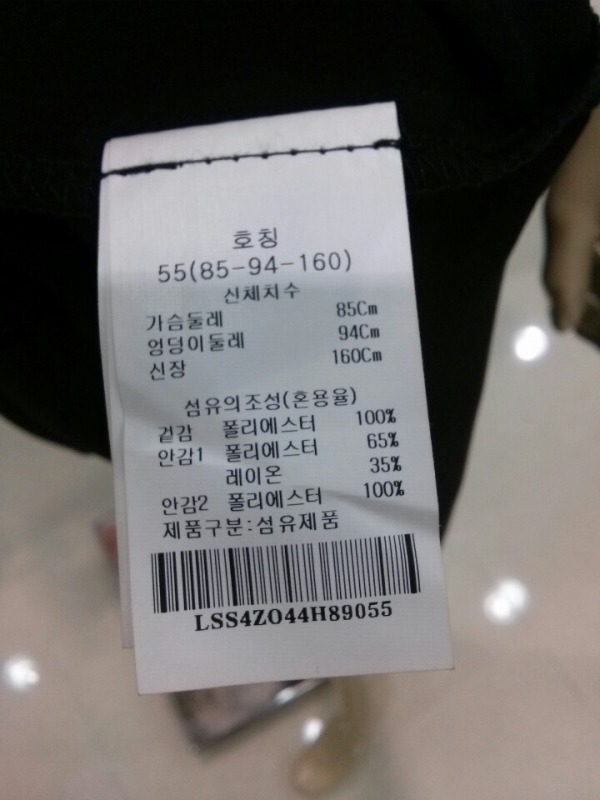 호칭
55(85-94-160)
신체치수
가슴둘레 85Cm
엉덩이둘레 94Cm
신장 160Cm
섬유의조성(혼용율)
겉감 폴리에스터 100%
안감1 폴리에스터 65%
레이온 35%
안감2 폴리에스터 100%
제품구분:섬유제품
LSS4ZO44H89055